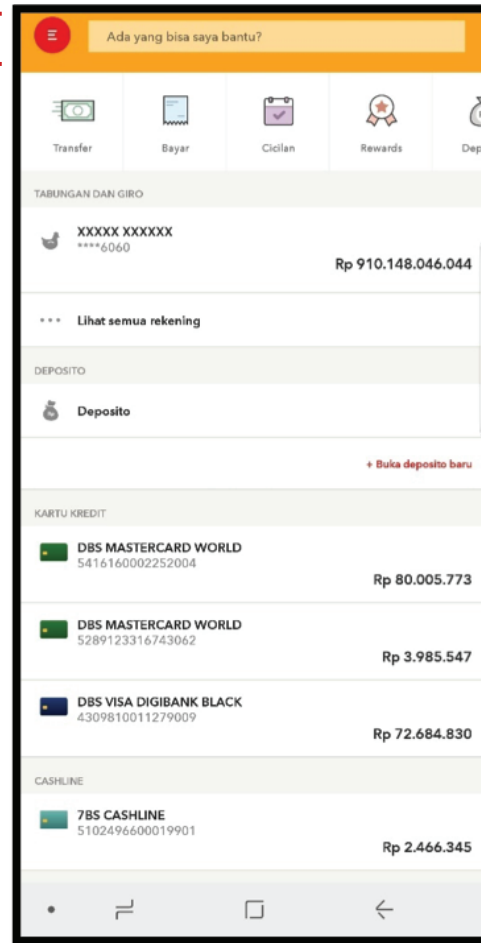 Ada yang bisa saya bantu?
Transfer Bayar Cicilan Rewards Dep
TABUNGAN DAN GIRO
XXXXX XXXXXX
****6060
Rp 910.148.046.044
Lihat semua rekening
DEPOSITO
Deposito
+ Buka deposito baru
KARTU KREDIT
DBS MASTERCARD WORLD
5416160002252004
Rp 80.005.773
DBS MASTERCARD WORLD
5289123316743062
Rp 3.985.547
DBS VISA DIGIBANK BLACK
4309810011279009
Rp 72.684.830
CASHLINE
7BS CASHLINE
5102496600019901
Rp 2.466.345